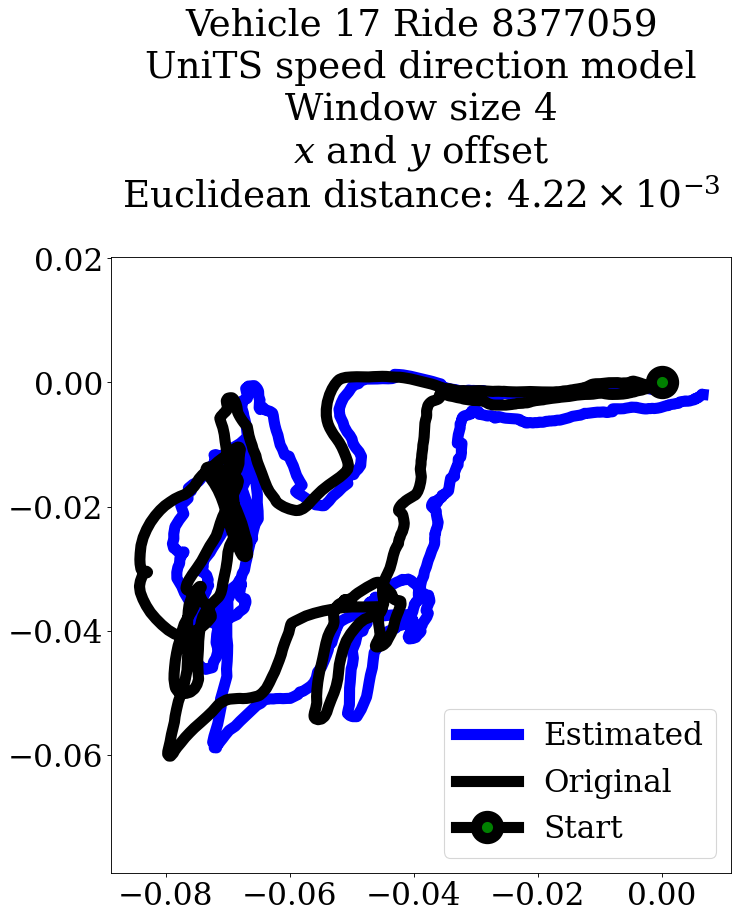 Vehicle 17 Ride 8377059
UniTS speed direction model
Window size 4
x and y offset
Euclidean distance: 4.22 × 10⁻³
0.02
0.00
−0.02
−0.04
−0.06
Estimated
Original
Start
−0.08 −0.06 −0.04 −0.02 0.00